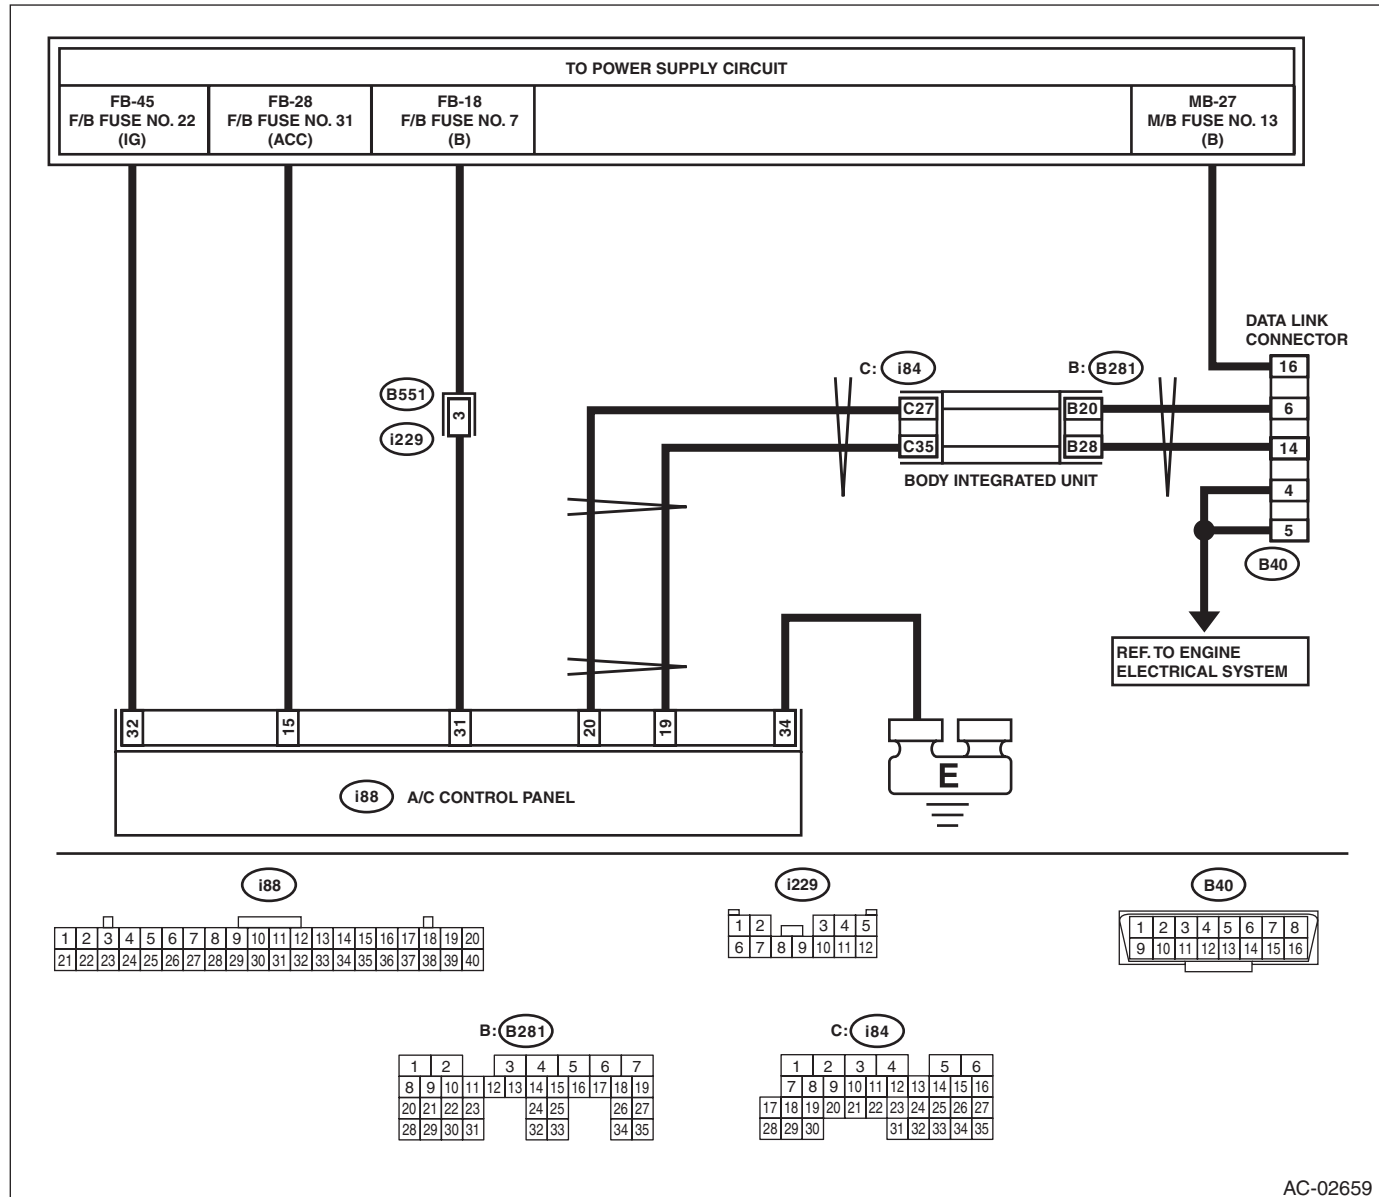 TO POWER SUPPLY CIRCUIT
FB-45
F/B FUSE NO. 22
(IG)
FB-28
F/B FUSE NO. 31
(ACC)
FB-18
F/B FUSE NO. 7
(B)
MB-27
M/B FUSE NO. 13
(B)
DATA LINK
CONNECTOR
C: i84
B: B281
16
B551
3
i229
C27
B20
6
C35
B28
14
BODY INTEGRATED UNIT
4
5
B40
REF. TO ENGINE
ELECTRICAL SYSTEM
32
15
31
20
19
34
i88 A/C CONTROL PANEL
E
i88
1 2 3 4 5 6 7 8 9 10 11 12 13 14 15 16 17 18 19 20
21 22 23 24 25 26 27 28 29 30 31 32 33 34 35 36 37 38 39 40
i229
1 2 3 4 5
6 7 8 9 10 11 12
B40
1 2 3 4 5 6 7 8
9 10 11 12 13 14 15 16
B: B281
1 2 3 4 5 6 7
8 9 10 11 12 13 14 15 16 17 18 19
20 21 22 23 24 25 26 27
28 29 30 31 32 33 34 35
C: i84
1 2 3 4 5 6
7 8 9 10 11 12 13 14 15 16
17 18 19 20 21 22 23 24 25 26 27
28 29 30 31 32 33 34 35
AC-02659